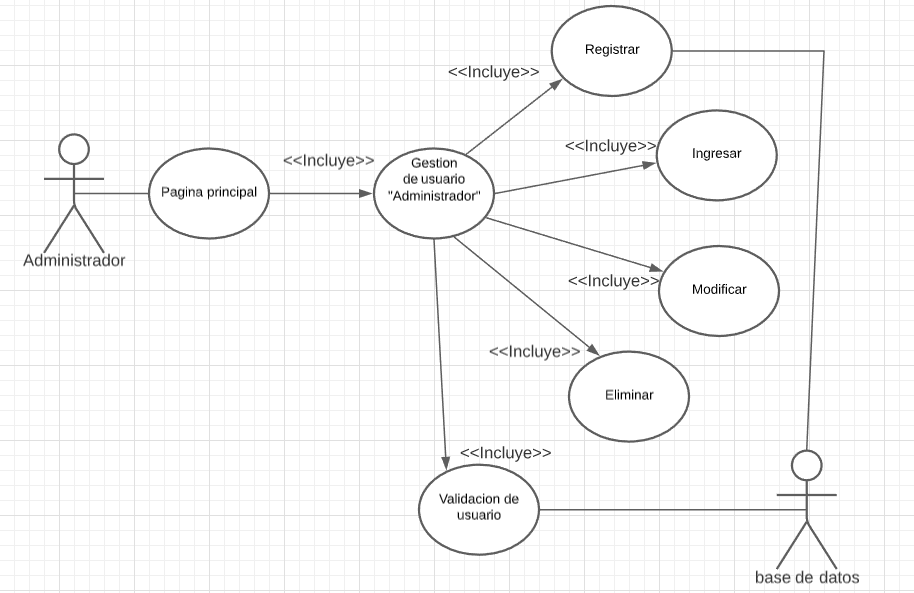 Registrar
<<Incluye>>
<<Incluye>>
Ingresar
<<Incluye>>
Gestion
de usuario
"Administrador"
Pagina principal
Administrador
<<Incluye>>
Modificar
<<Incluye>>
Eliminar
<<Incluye>>
Validacion de
usuario
base de datos